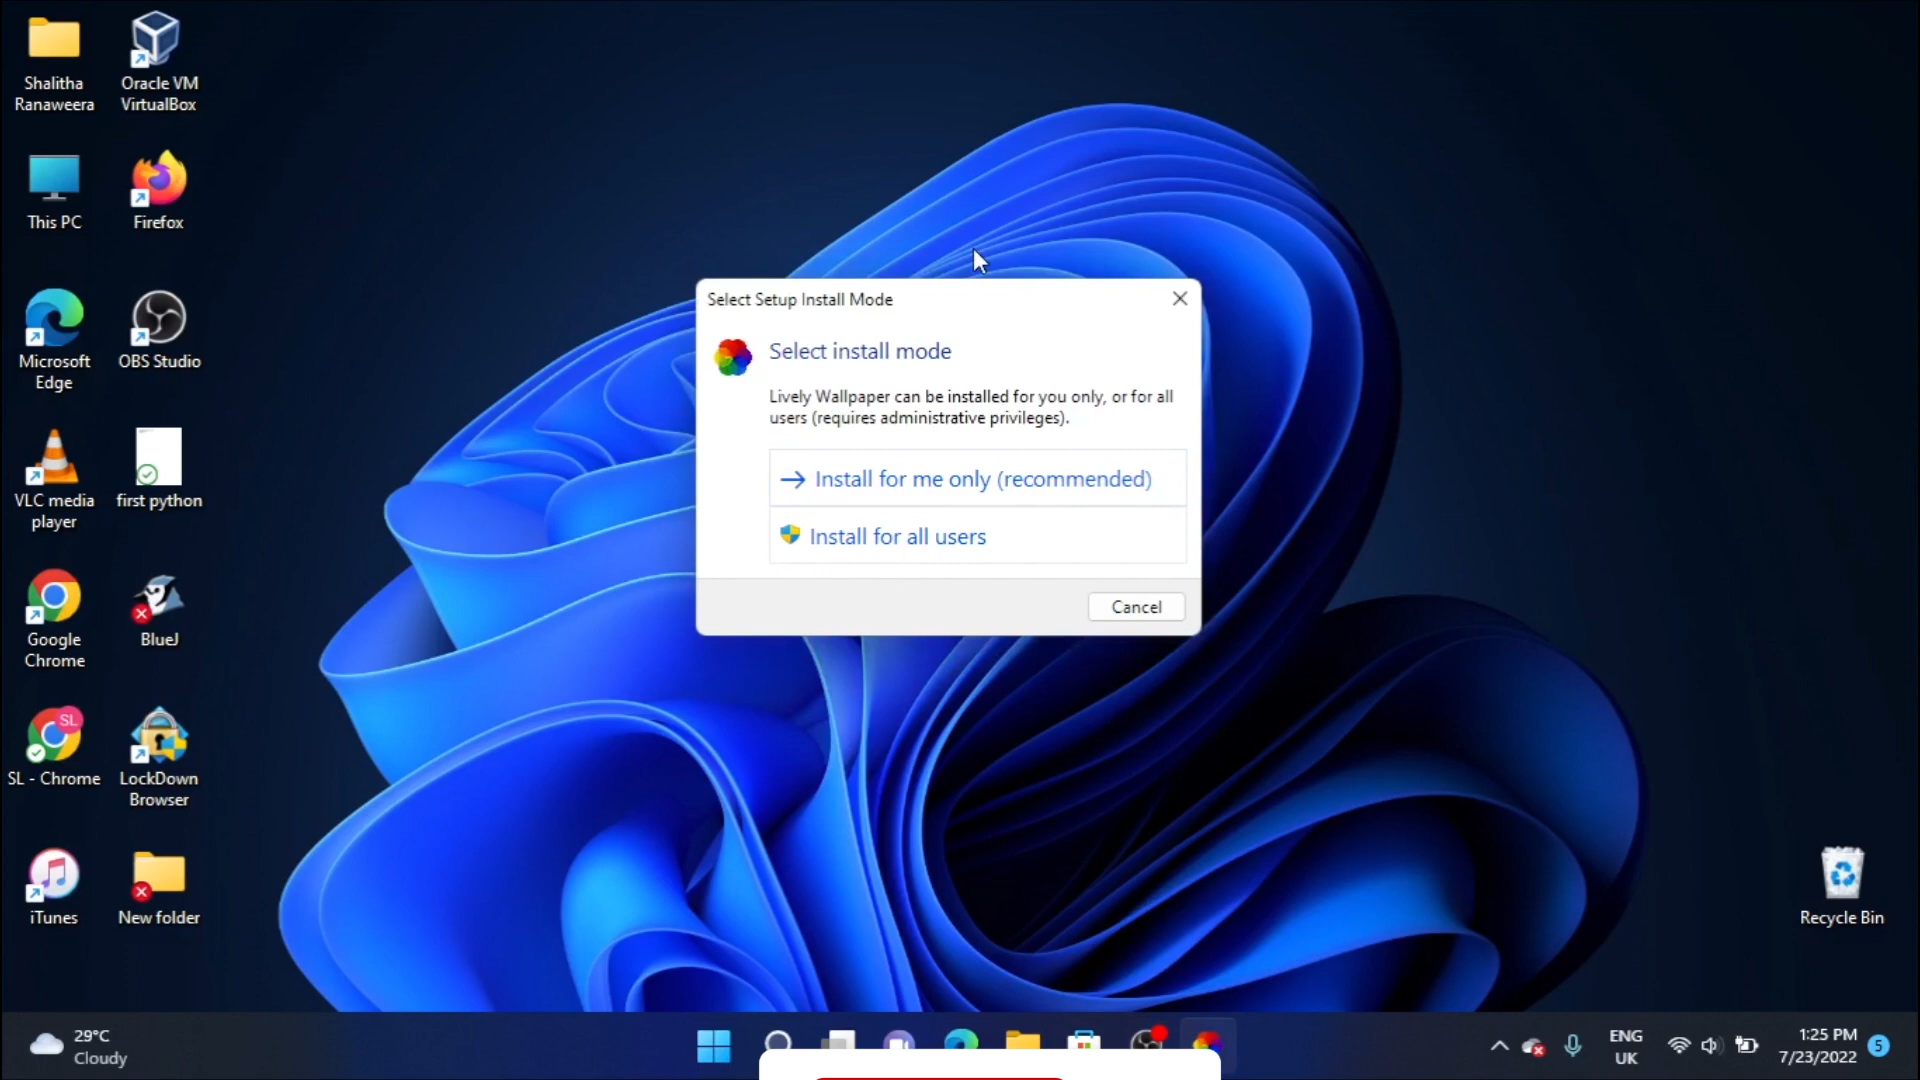 Shalitha
Ranaweera
Oracle VM
VirtualBox
This PC
Firefox
Microsoft
Edge
OBS Studio
VLC media
player
first python
Google
Chrome
BlueJ
SL
SL - Chrome
LockDown
Browser
iTunes
New folder
Select Setup Install Mode
Select install mode
Lively Wallpaper can be installed for you only, or for all
users (requires administrative privileges).
Install for me only (recommended)
Install for all users
Cancel
Recycle Bin
29°C
Cloudy
ENG
UK
1:25 PM
7/23/2022
5